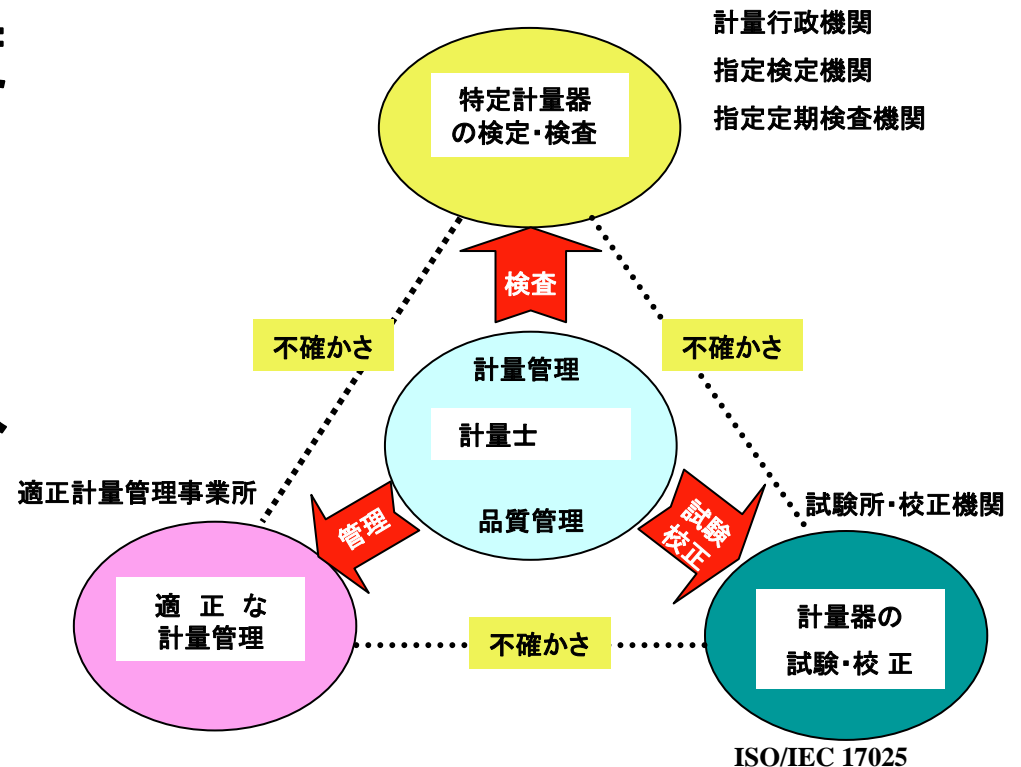 計量行政機関
指定検定機関
指定定期検査機関
特定計量器
の検定・検査
検査
不確かさ
不確かさ
計量管理
計量士
品質管理
適正計量管理事業所
管理
試験
校正
試験所・校正機関
適 正 な
計量管理
不確かさ
計量器の
試験・校 正
ISO/IEC 17025